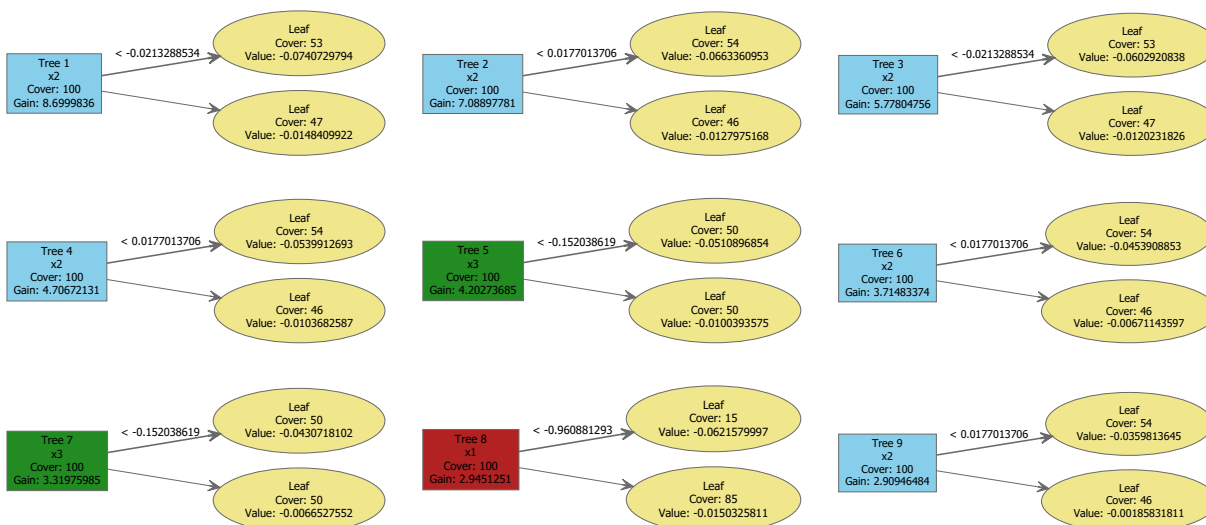 Tree 1
x2
Cover: 100
Gain: 8.6999836
< -0.0213288534
Leaf
Cover: 53
Value: -0.0740729794
Leaf
Cover: 47
Value: -0.0148409922
Tree 2
x2
Cover: 100
Gain: 7.08897781
< 0.0177013706
Leaf
Cover: 54
Value: -0.0663360953
Leaf
Cover: 46
Value: -0.0127975168
Tree 3
x2
Cover: 100
Gain: 5.77804756
< -0.0213288534
Leaf
Cover: 53
Value: -0.0602920838
Leaf
Cover: 47
Value: -0.0120231826
Tree 4
x2
Cover: 100
Gain: 4.70672131
< 0.0177013706
Leaf
Cover: 54
Value: -0.0539912693
Leaf
Cover: 46
Value: -0.0103682587
Tree 5
x3
Cover: 100
Gain: 4.20273685
< -0.152038619
Leaf
Cover: 50
Value: -0.0510896854
Leaf
Cover: 50
Value: -0.0100393575
Tree 6
x2
Cover: 100
Gain: 3.71483374
< 0.0177013706
Leaf
Cover: 54
Value: -0.0453908853
Leaf
Cover: 46
Value: -0.00671143597
Tree 7
x3
Cover: 100
Gain: 3.31975985
< -0.152038619
Leaf
Cover: 50
Value: -0.0430718102
Leaf
Cover: 50
Value: -0.0066527552
Tree 8
x1
Cover: 100
Gain: 2.9451251
< -0.960881293
Leaf
Cover: 15
Value: -0.0621579997
Leaf
Cover: 85
Value: -0.0150325811
Tree 9
x2
Cover: 100
Gain: 2.90946484
< 0.0177013706
Leaf
Cover: 54
Value: -0.0359813645
Leaf
Cover: 46
Value: -0.00185831811